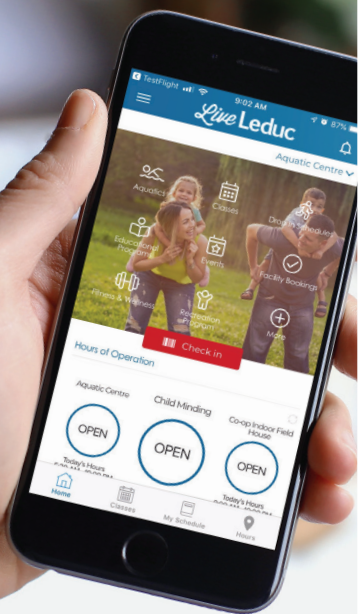 TestFlight
9:02 AM
87%
Live Leduc
Aquatic Centre
Aquatics
Classes
Drop-in Schedules
Educational
Programs
Events
Facility Bookings
Fitness & Wellness
Recreation
Program
More
Check in
Hours of Operation
Aquatic Centre
Child Minding
Co-op Indoor Field
House
OPEN
OPEN
OPEN
Today's Hours
Today's Hours
Home
Classes
My Schedule
Hours